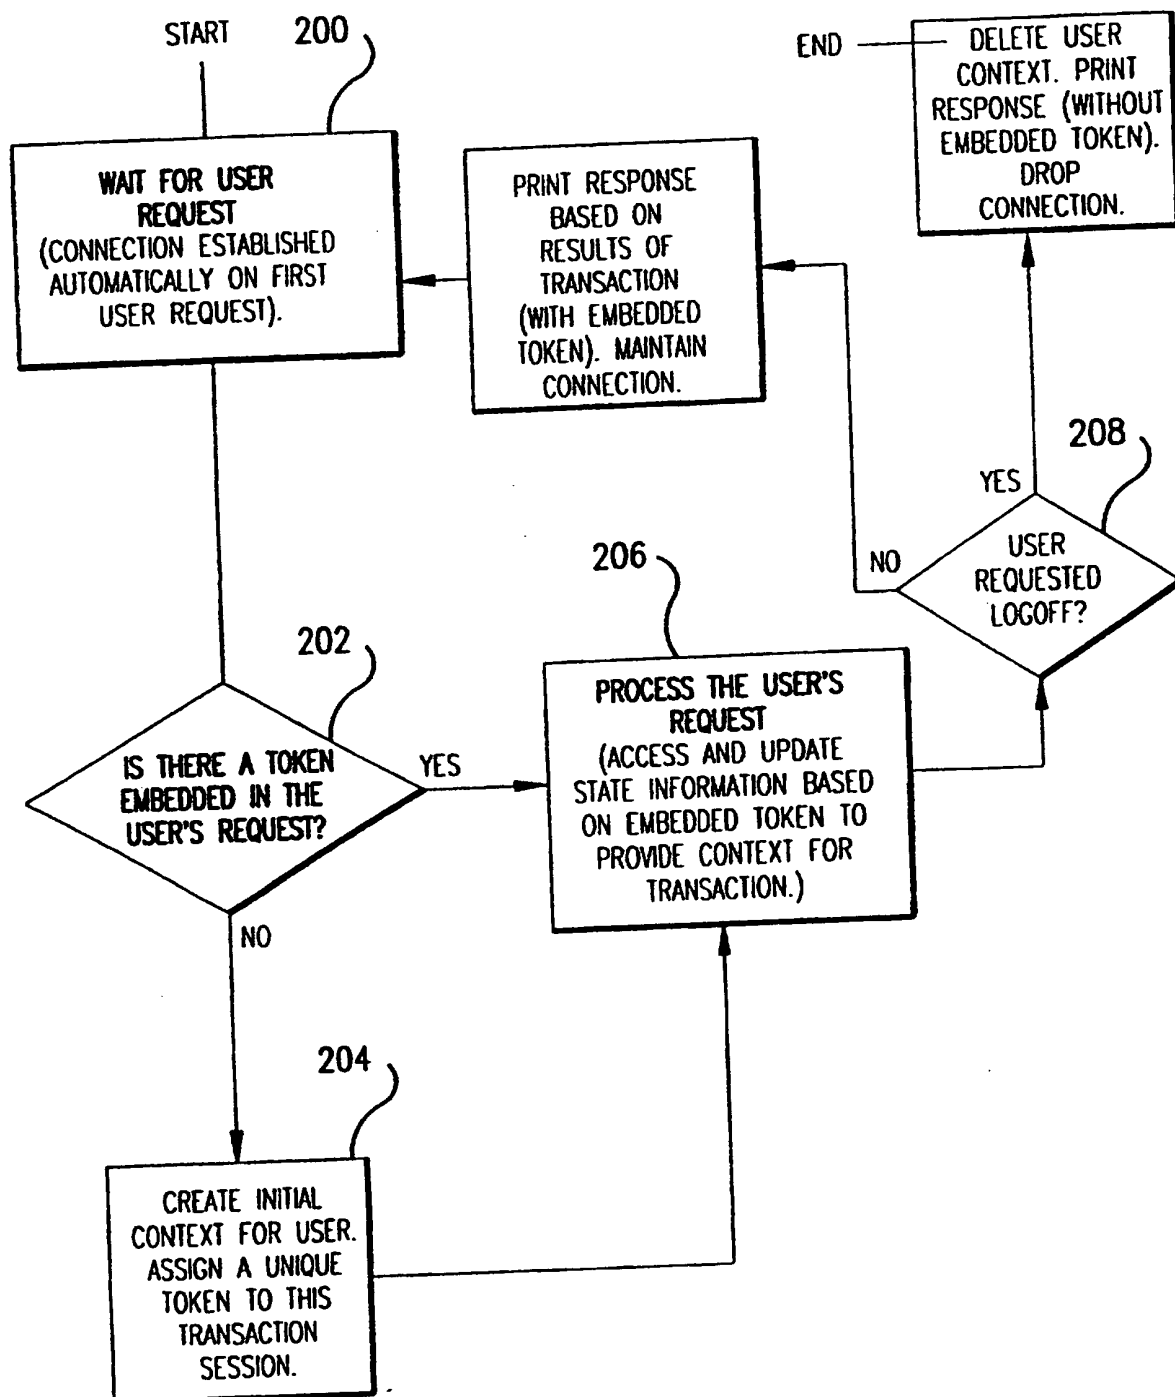 START
200
WAIT FOR USER
REQUEST
(CONNECTION ESTABLISHED
AUTOMATICALLY ON FIRST
USER REQUEST).
PRINT RESPONSE
BASED ON
RESULTS OF
TRANSACTION
(WITH EMBEDDED
TOKEN). MAINTAIN
CONNECTION.
END
DELETE USER
CONTEXT. PRINT
RESPONSE (WITHOUT
EMBEDDED TOKEN).
DROP
CONNECTION.
208
YES
NO
USER
REQUESTED
LOGOFF?
206
PROCESS THE USER'S
REQUEST
(ACCESS AND UPDATE
STATE INFORMATION BASED
ON EMBEDDED TOKEN TO
PROVIDE CONTEXT FOR
TRANSACTION.)
202
IS THERE A TOKEN
EMBEDDED IN THE
USER'S REQUEST?
YES
NO
204
CREATE INITIAL
CONTEXT FOR USER.
ASSIGN A UNIQUE
TOKEN TO THIS
TRANSACTION
SESSION.